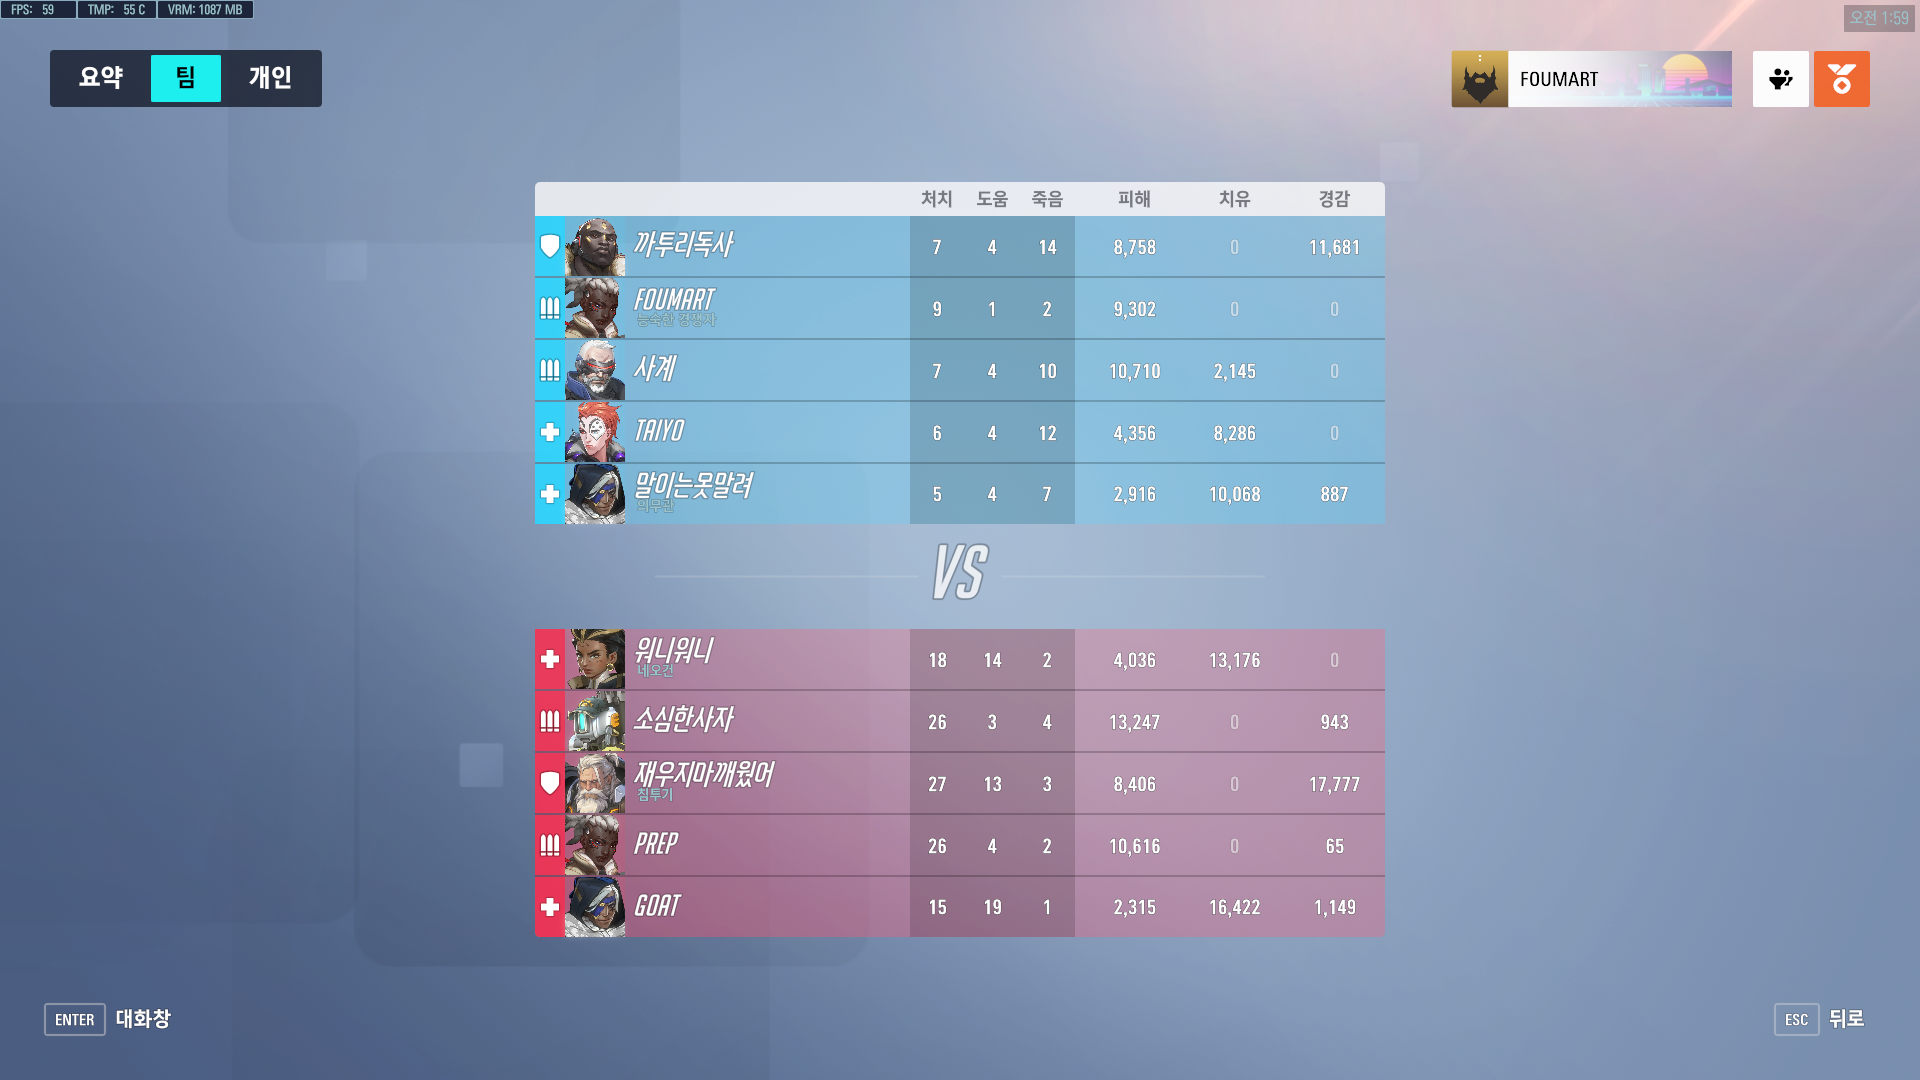 FPS: 59 TMP: 55 C VRM: 1087 MB
오전 1:59
요약 팀 개인
FOUMART
처치 도움 죽음 피해 치유 경감
까투리독사 7 4 14 8,758 0 11,681
FOUMART 9 1 2 9,302 0 0
능숙한 경쟁자
사계 7 4 10 10,710 2,145 0
TAIYO 6 4 12 4,356 8,286 0
말이는못말려 5 4 7 2,916 10,068 887
의무관
VS
워니워니 18 14 2 4,036 13,176 0
네오건
소심한사자 26 3 4 13,247 0 943
재우지마깨웠어 27 13 3 8,406 0 17,777
침투기
PREP 26 4 2 10,616 0 65
GOAT 15 19 1 2,315 16,422 1,149
ENTER 대화창
ESC 뒤로